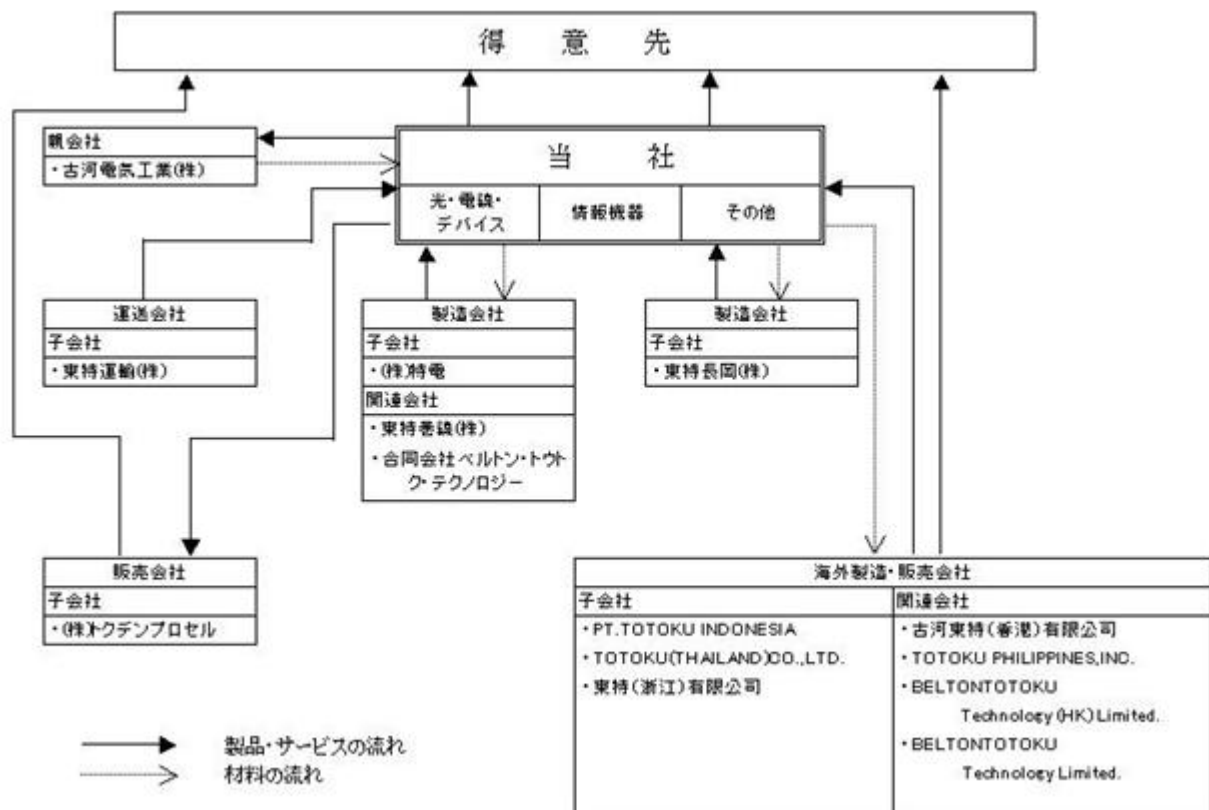 得意先
親会社
・古河電気工業(株)
当社
光・電線・
デバイス
情報機器
その他
運送会社
子会社
・東特運輸(株)
製造会社
子会社
・(株)特電
関連会社
・東特巻線(株)
・合同会社ベルトン・トウト
ク・テクノロジー
製造会社
子会社
・東特長岡(株)
販売会社
子会社
・(株)トクデンプロセル
海外製造・販売会社
子会社
・PT.TOTOKU INDONESIA
・TOTOKU(THAILAND)CO.,LTD.
・東特(浙江)有限公司
関連会社
・古河東特(香港)有限公司
・TOTOKU PHILIPPINES,INC.
・BELTONTOTOKU
Technology(HK)Limited.
・BELTONTOTOKU
Technology Limited.
製品・サービスの流れ
材料の流れ